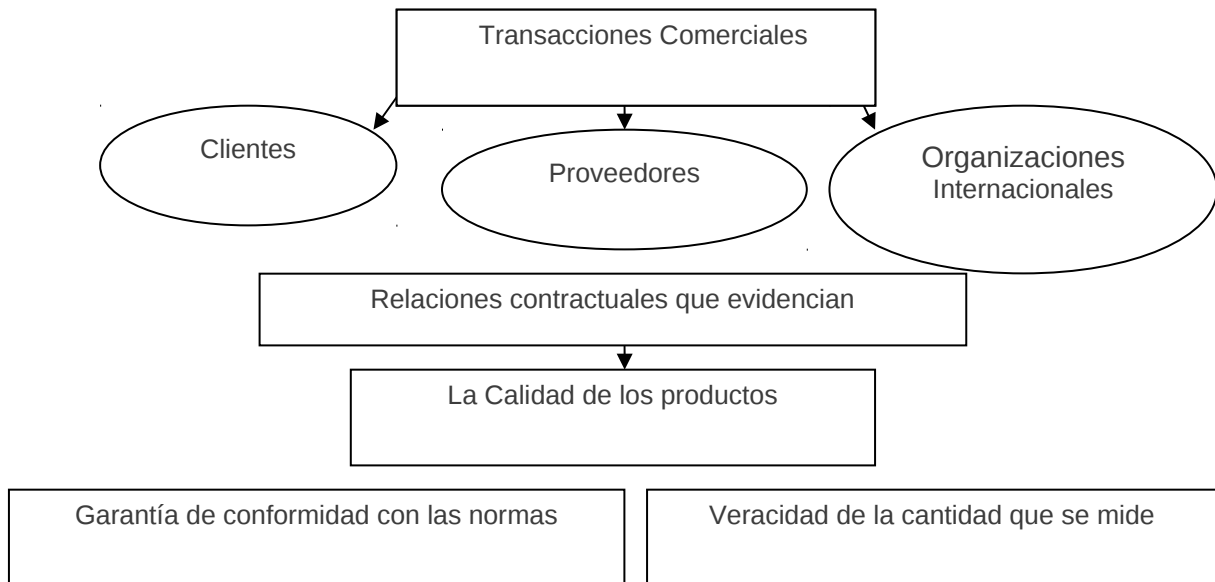 Transacciones Comerciales
Clientes
Proveedores
Organizaciones
Internacionales
Relaciones contractuales que evidencian
La Calidad de los productos
Garantía de conformidad con las normas
Veracidad de la cantidad que se mide